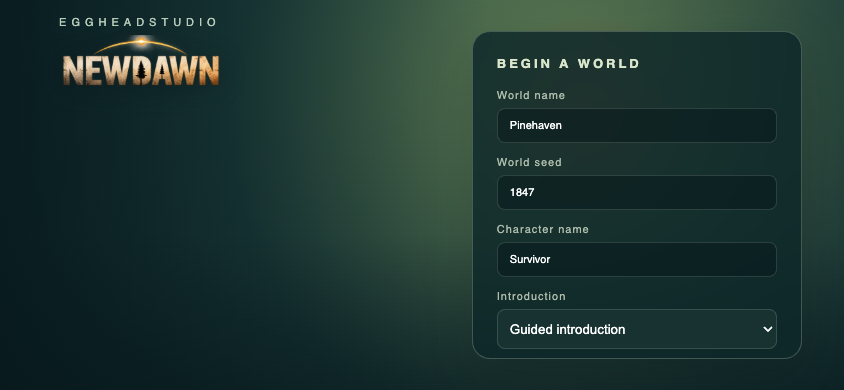 EGGHEADSTUDIO
NEWDAWN
BEGIN A WORLD
World name
Pinehaven
World seed
1847
Character name
Survivor
Introduction
Guided introduction